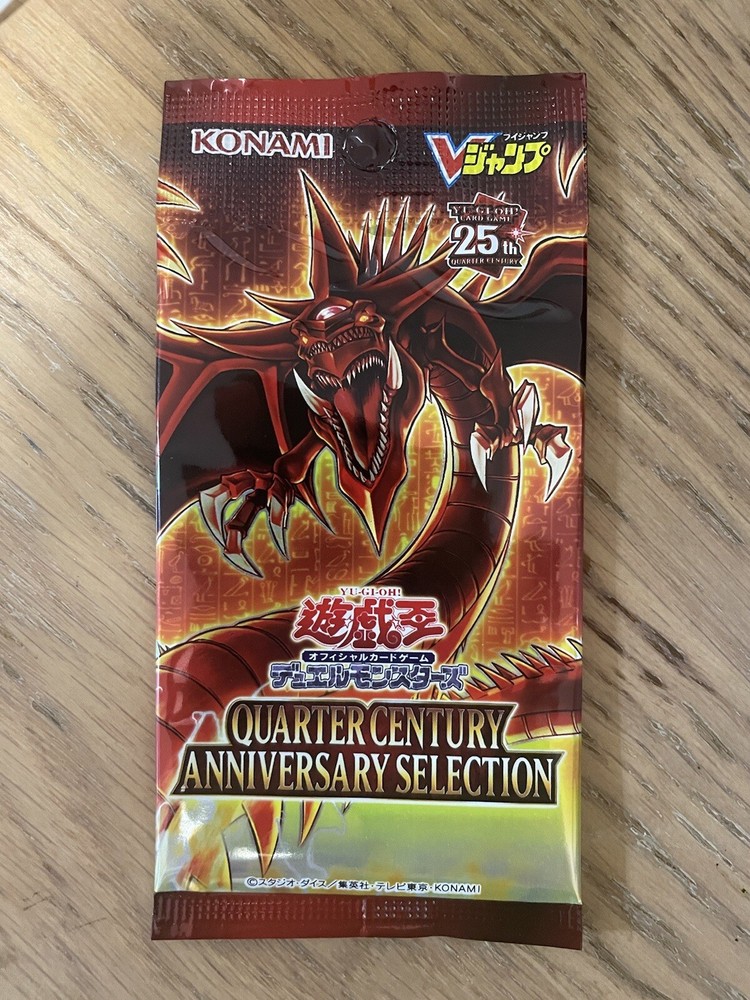 KONAMI
ブイジャンプ
Vジャンプ
YU-GI-OH!
CARD GAME
25th
QUARTER CENTURY
YU-GI-OH!
遊☆戯☆王
オフィシャルカードゲーム
デュエルモンスターズ
QUARTER CENTURY
ANNIVERSARY SELECTION
©スタジオ・ダイス/集英社・テレビ東京・KONAMI